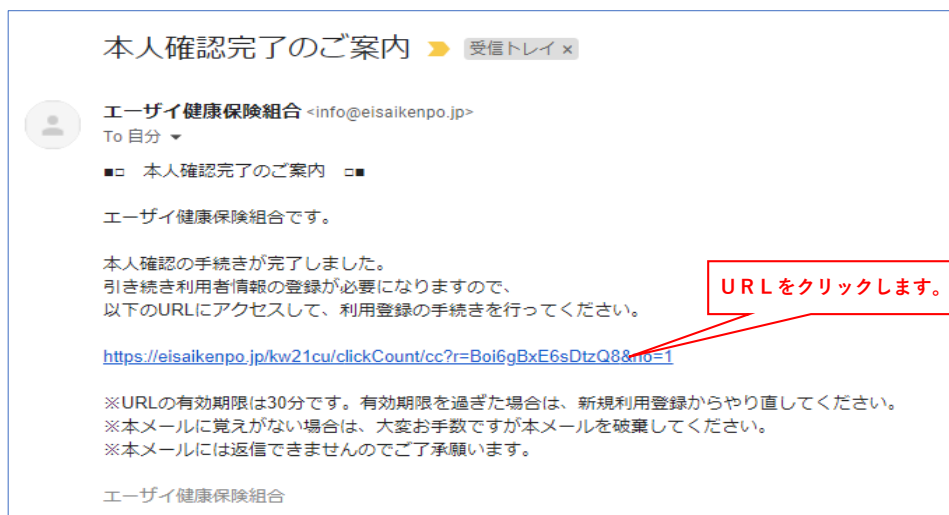 本人確認完了のご案内 受信トレイ ×
エーザイ健康保険組合 <info@eisaikenpo.jp>
To 自分
■□ 本人確認完了のご案内 □■
エーザイ健康保険組合です。
本人確認の手続きが完了しました。
引き続き利用者情報の登録が必要になりますので、
以下のURLにアクセスして、利用登録の手続きを行ってください。
ＵＲＬをクリックします。
https://eisaikenpo.jp/kw21cu/clickCount/cc?r=Boi6gBxE6sDtzQ8&no=1
※URLの有効期限は30分です。有効期限を過ぎた場合は、新規利用登録からやり直してください。
※本メールに覚えがない場合は、大変お手数ですが本メールを破棄してください。
※本メールには返信できませんのでご了承願います。
エーザイ健康保険組合